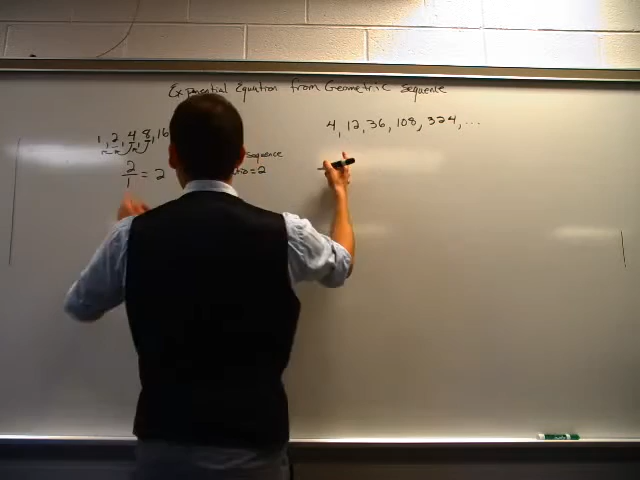 Exponential Equation from Geometric Sequence
1, 2, 4, 8, 16
4, 12, 36, 108, 324, ...
Sequence
2/1 = 2
= 2